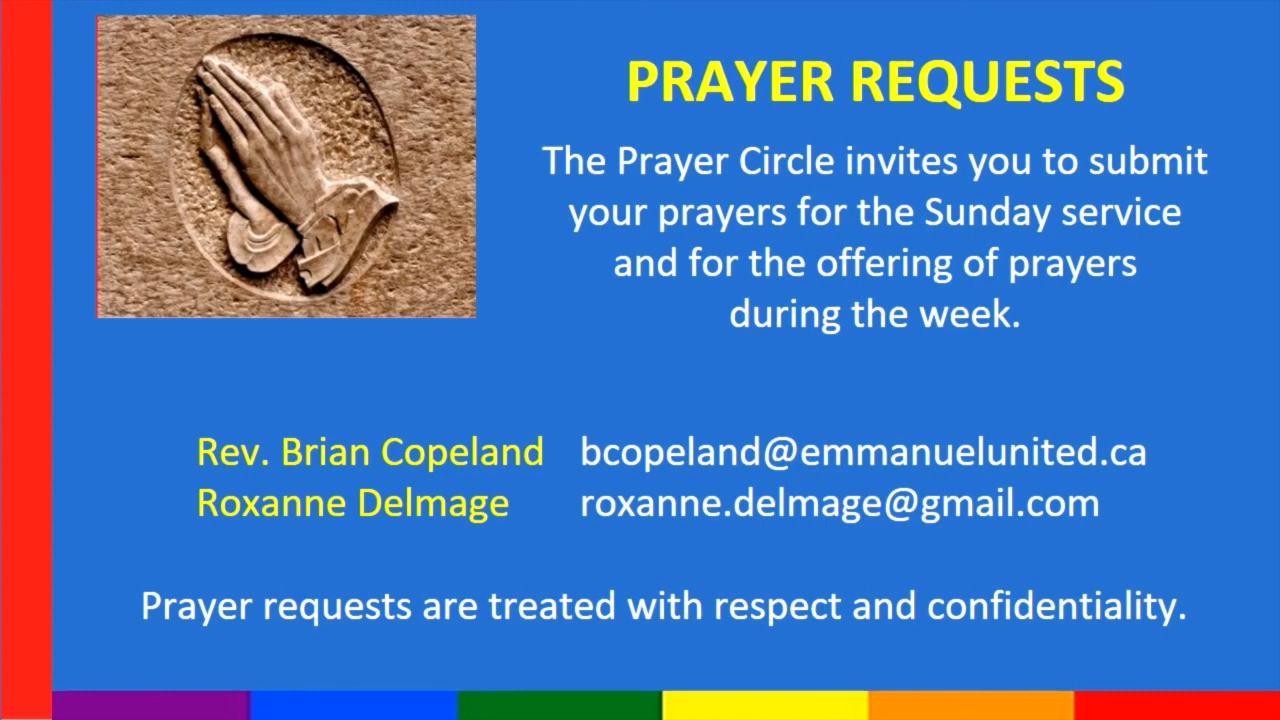 PRAYER REQUESTS
The Prayer Circle invites you to submit
your prayers for the Sunday service
and for the offering of prayers
during the week.
Rev. Brian Copeland bcopeland@emmanuelunited.ca
Roxanne Delmage roxanne.delmage@gmail.com
Prayer requests are treated with respect and confidentiality.